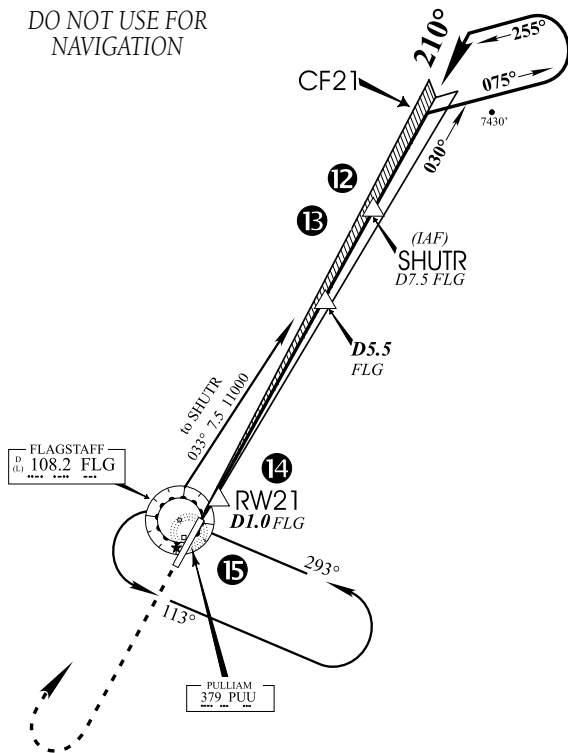 DO NOT USE FOR
NAVIGATION
210°
255°
075°
CF21
7430'
030°
12
13
(IAF)
SHUTR
D7.5 FLG
D5.5
FLG
to SHUTR
033° 7.5 11000
FLAGSTAFF
D
(L) 108.2 FLG
14
RW21
D1.0 FLG
15
293°
113°
PULLIAM
379 PUU